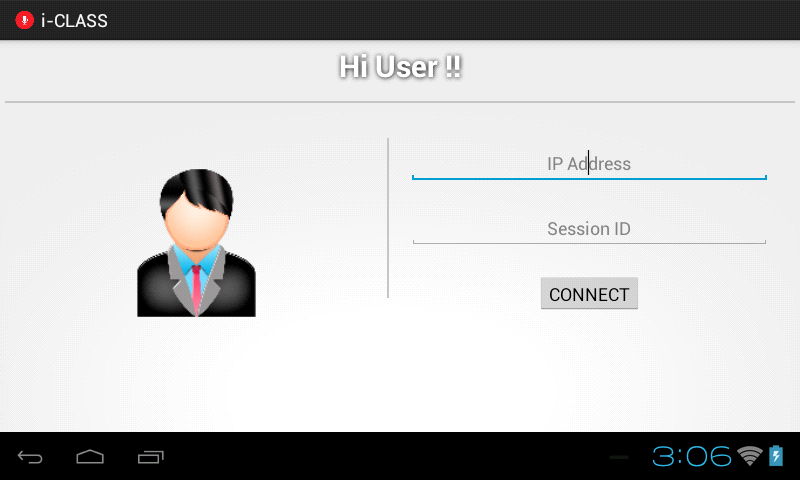 i-CLASS
Hi User !!
IP Address
Session ID
CONNECT
3:06